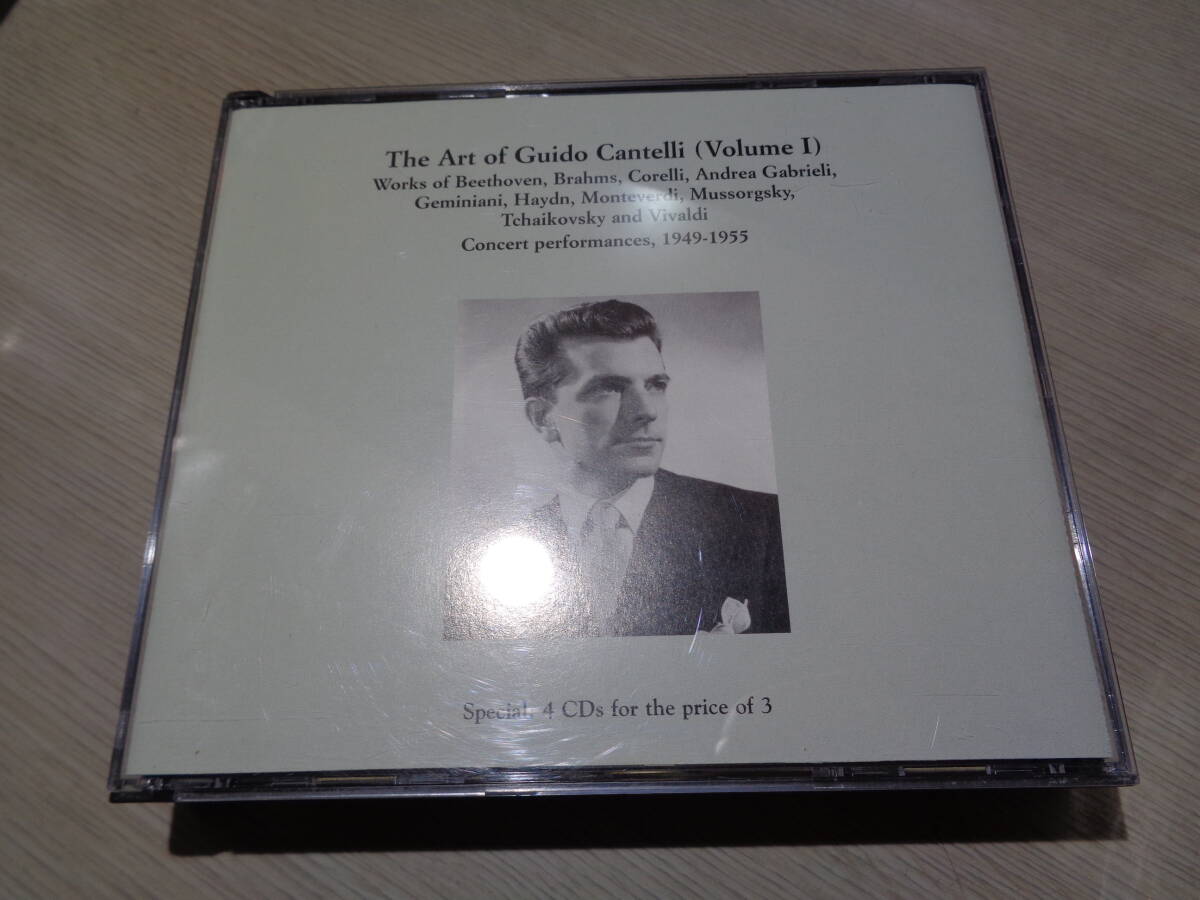 The Art of Guido Cantelli (Volume I)
Works of Beethoven, Brahms, Corelli, Andrea Gabrieli,
Geminiani, Haydn, Monteverdi, Mussorgsky,
Tchaikovsky and Vivaldi
Concert performances, 1949-1955
Special, 4 CDs for the price of 3